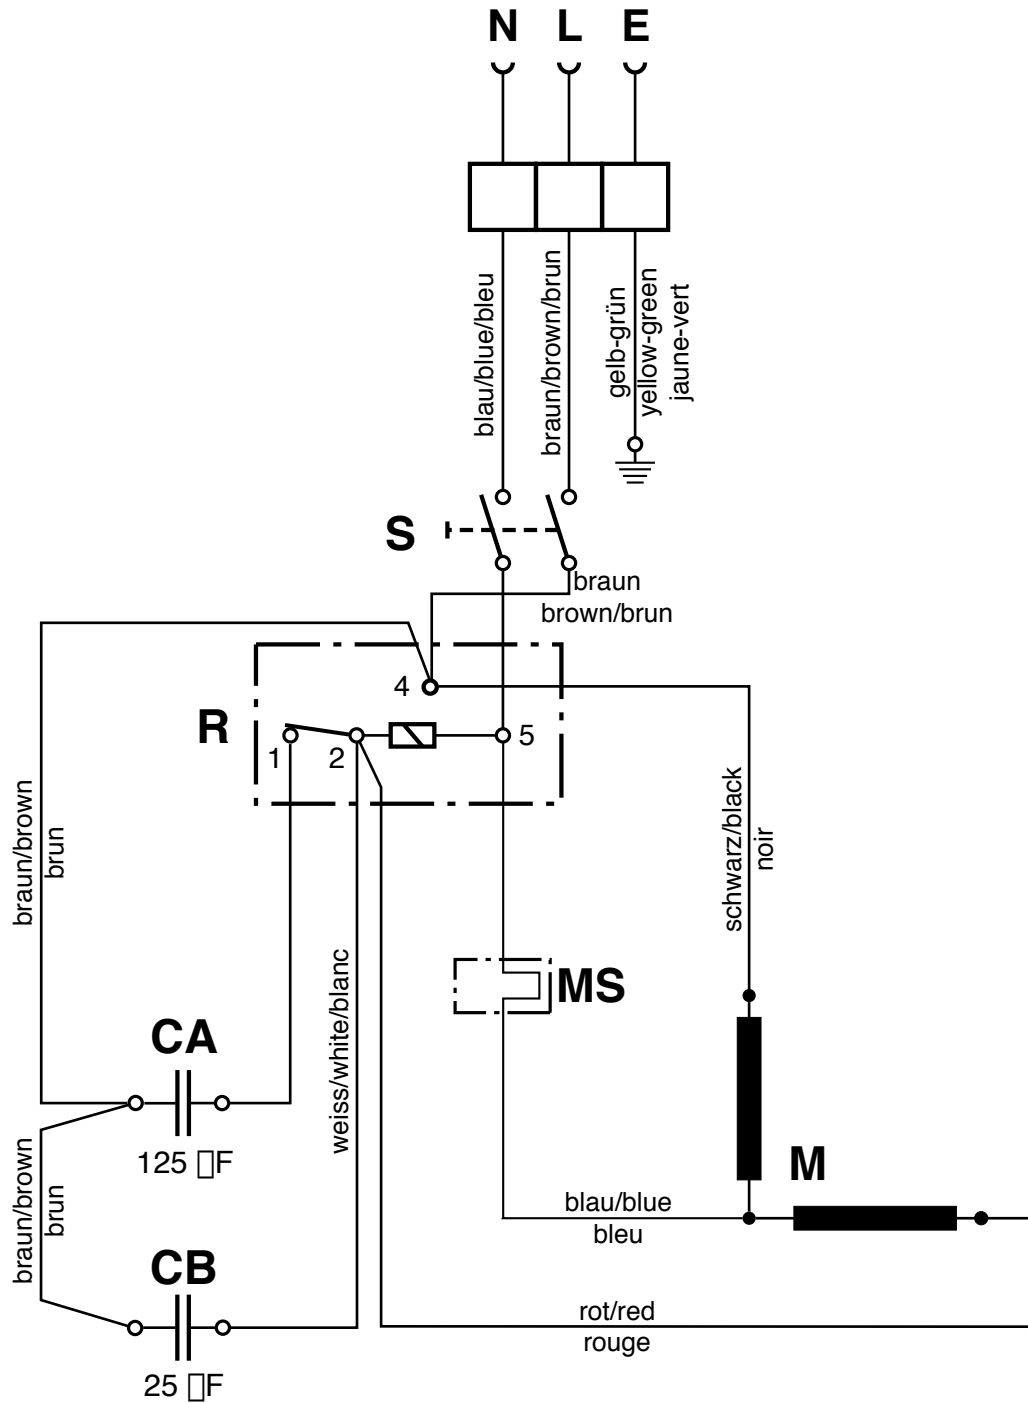 N L E
blau/blue/bleu
braun/brown/brun
gelb-grün
yellow-green
jaune-vert
S
braun
brown/brun
R
4
1
2
5
braun/brown
brun
schwarz/black
noir
weiss/white/blanc
MS
CA
125 □F
M
braun/brown
brun
blau/blue
bleu
CB
25 □F
rot/red
rouge